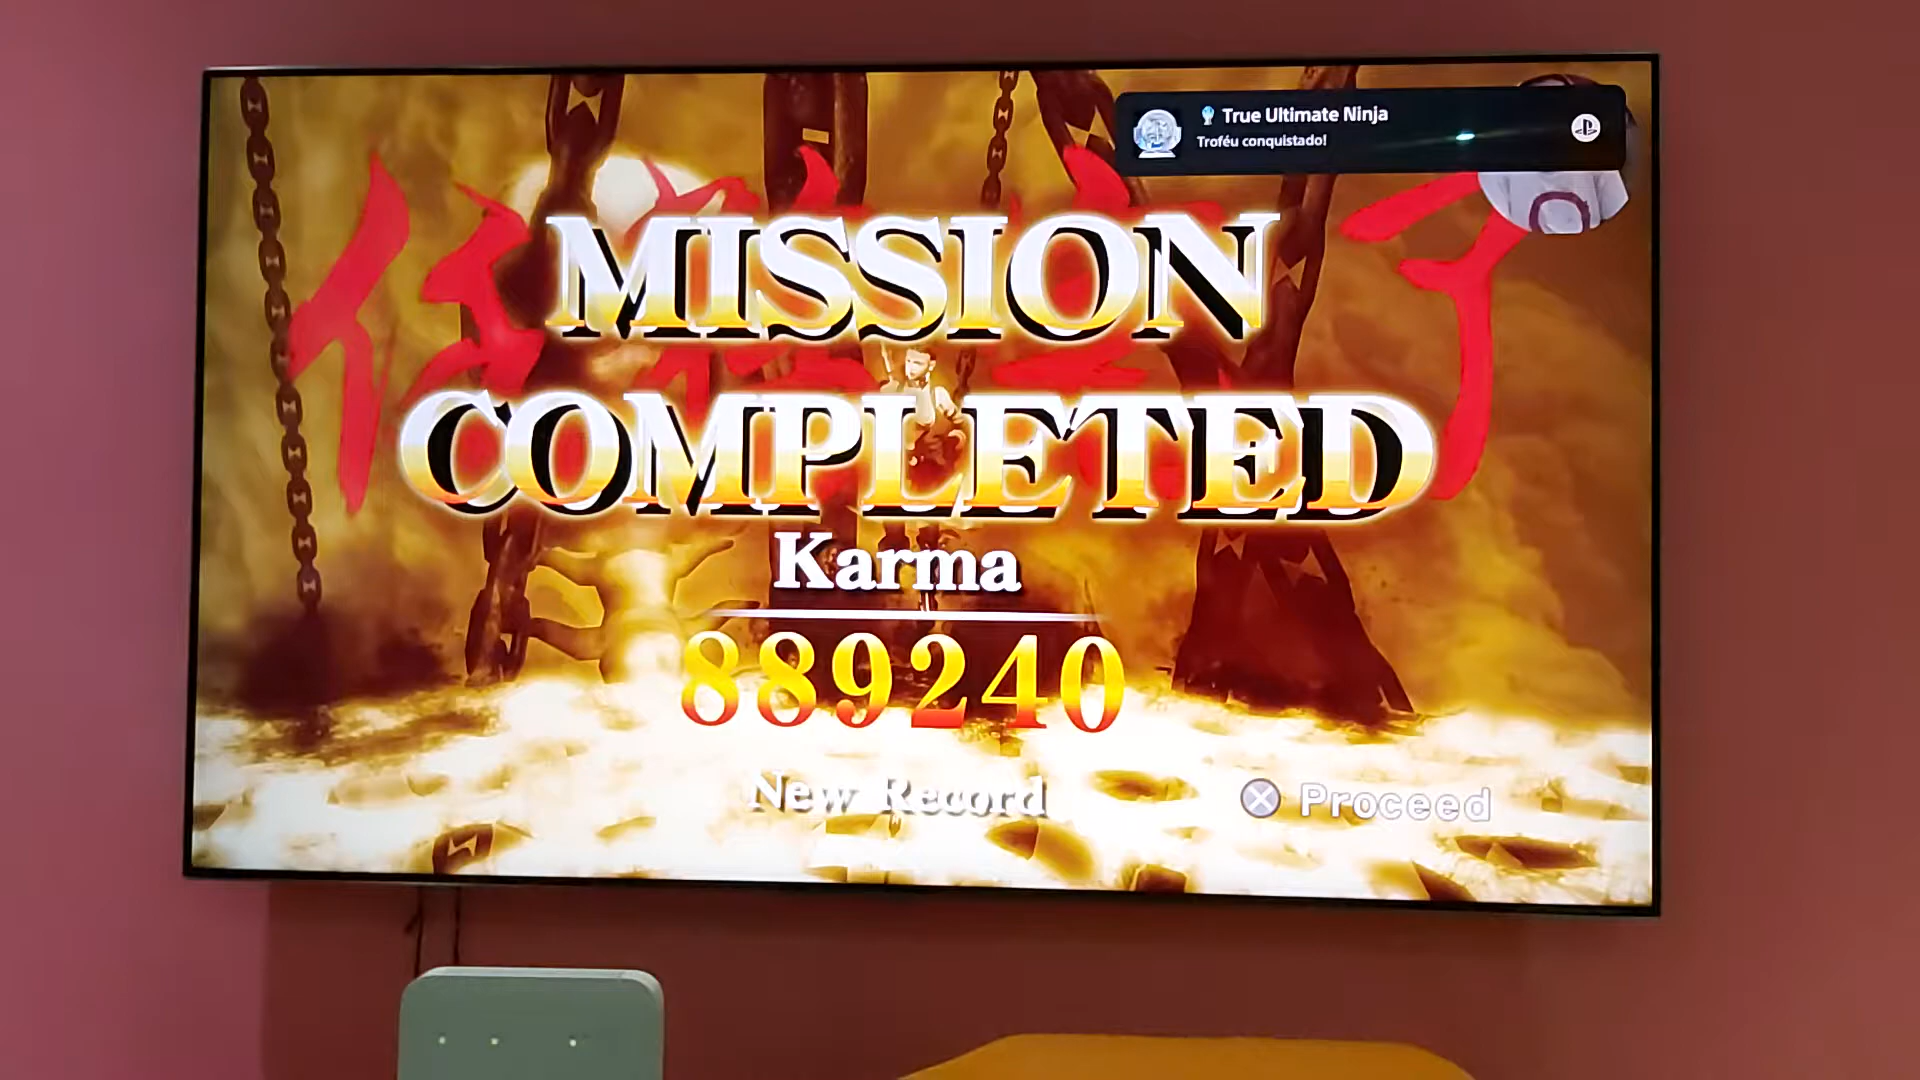 True Ultimate Ninja
Troféu conquistado!
MISSION
COMPLETED
Karma
889240
New Record
Proceed